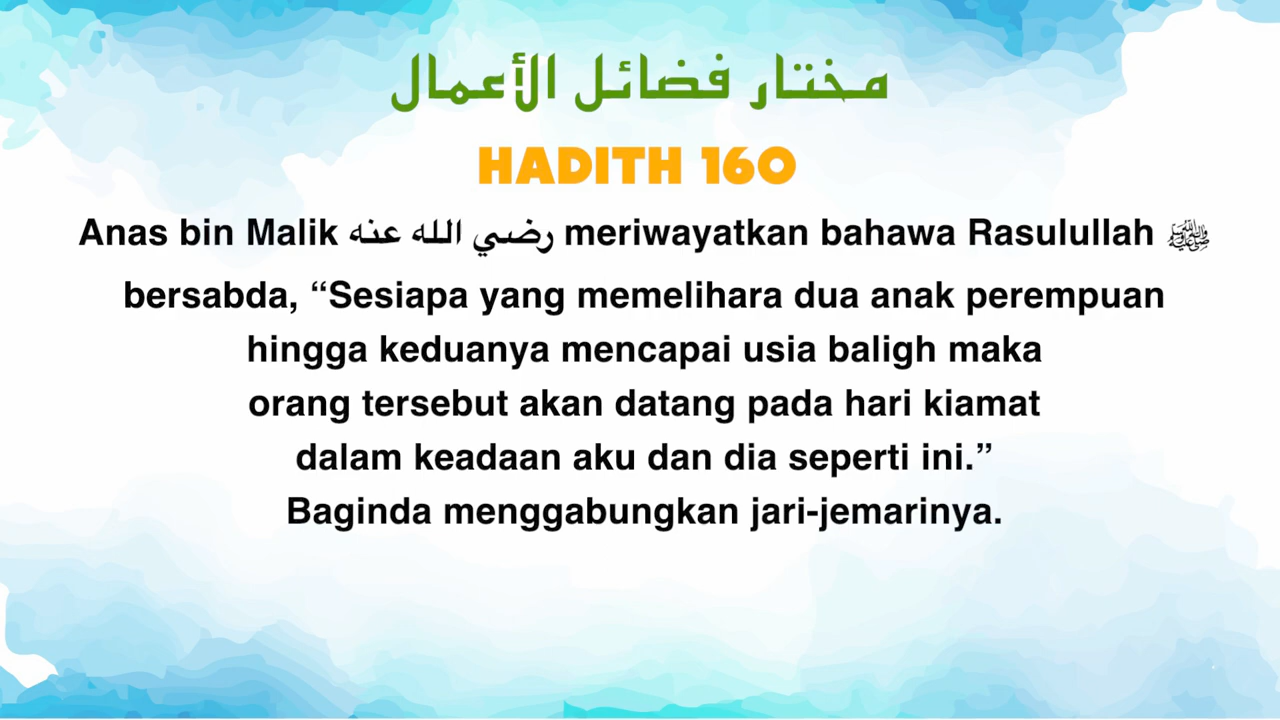 مختار فضائل الأعمال
HADITH 160
Anas bin Malik رضي الله عنه meriwayatkan bahawa Rasulullah ﷺ
bersabda, “Sesiapa yang memelihara dua anak perempuan
hingga keduanya mencapai usia baligh maka
orang tersebut akan datang pada hari kiamat
dalam keadaan aku dan dia seperti ini.”
Baginda menggabungkan jari-jemarinya.